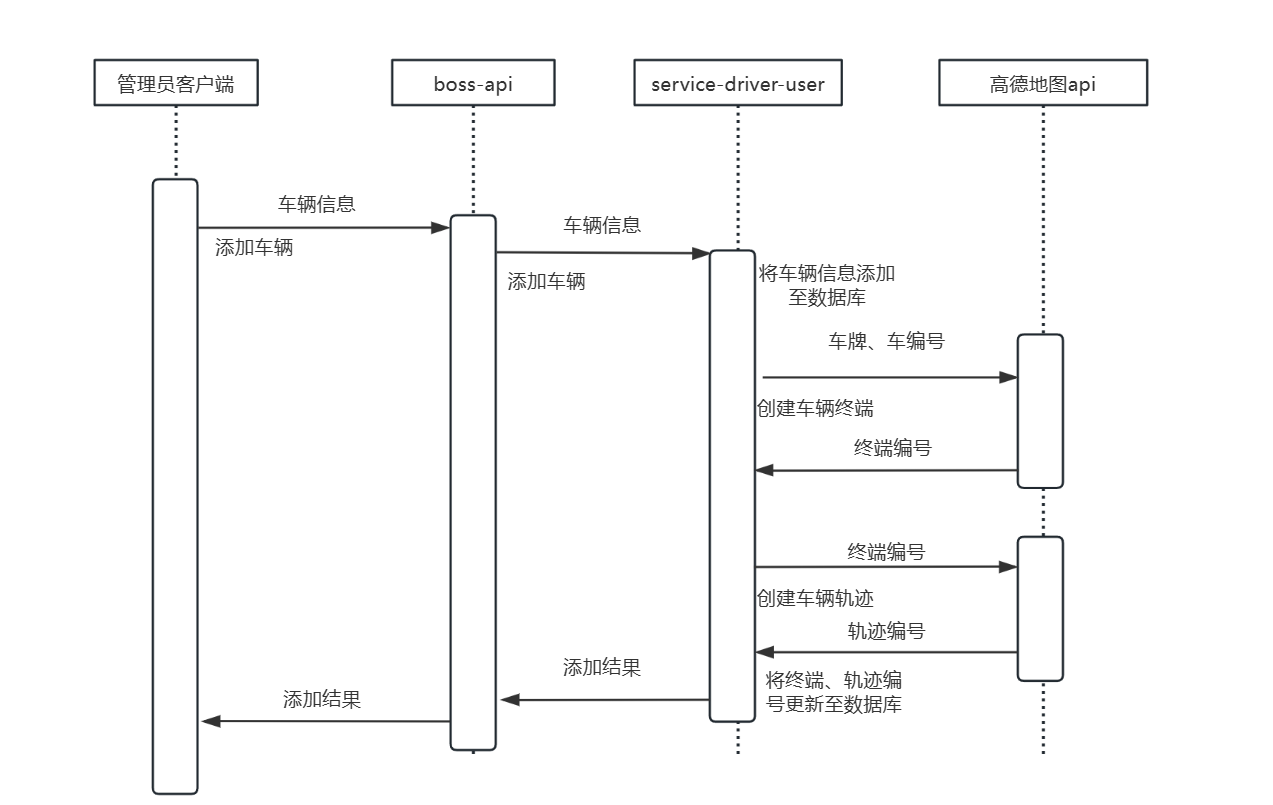 管理员客户端
boss-api
service-driver-user
高德地图api
车辆信息
添加车辆
车辆信息
添加车辆
将车辆信息添加
至数据库
车牌、车编号
创建车辆终端
终端编号
终端编号
创建车辆轨迹
轨迹编号
将终端、轨迹编
号更新至数据库
添加结果
添加结果